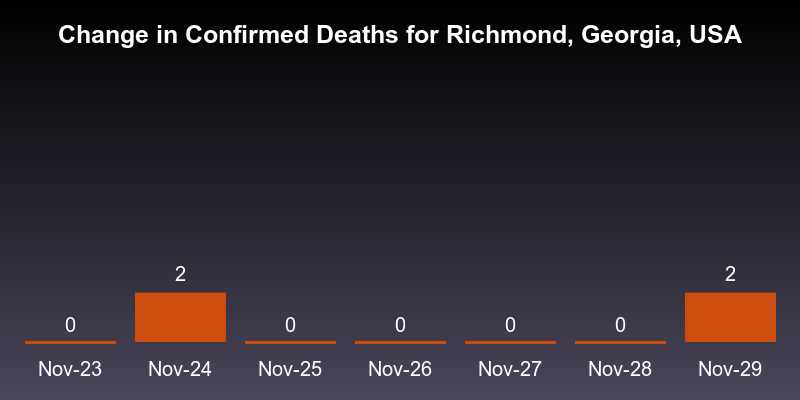 Change in Confirmed Deaths for Richmond, Georgia, USA
0 2 0 0 0 0 2
Nov-23 Nov-24 Nov-25 Nov-26 Nov-27 Nov-28 Nov-29